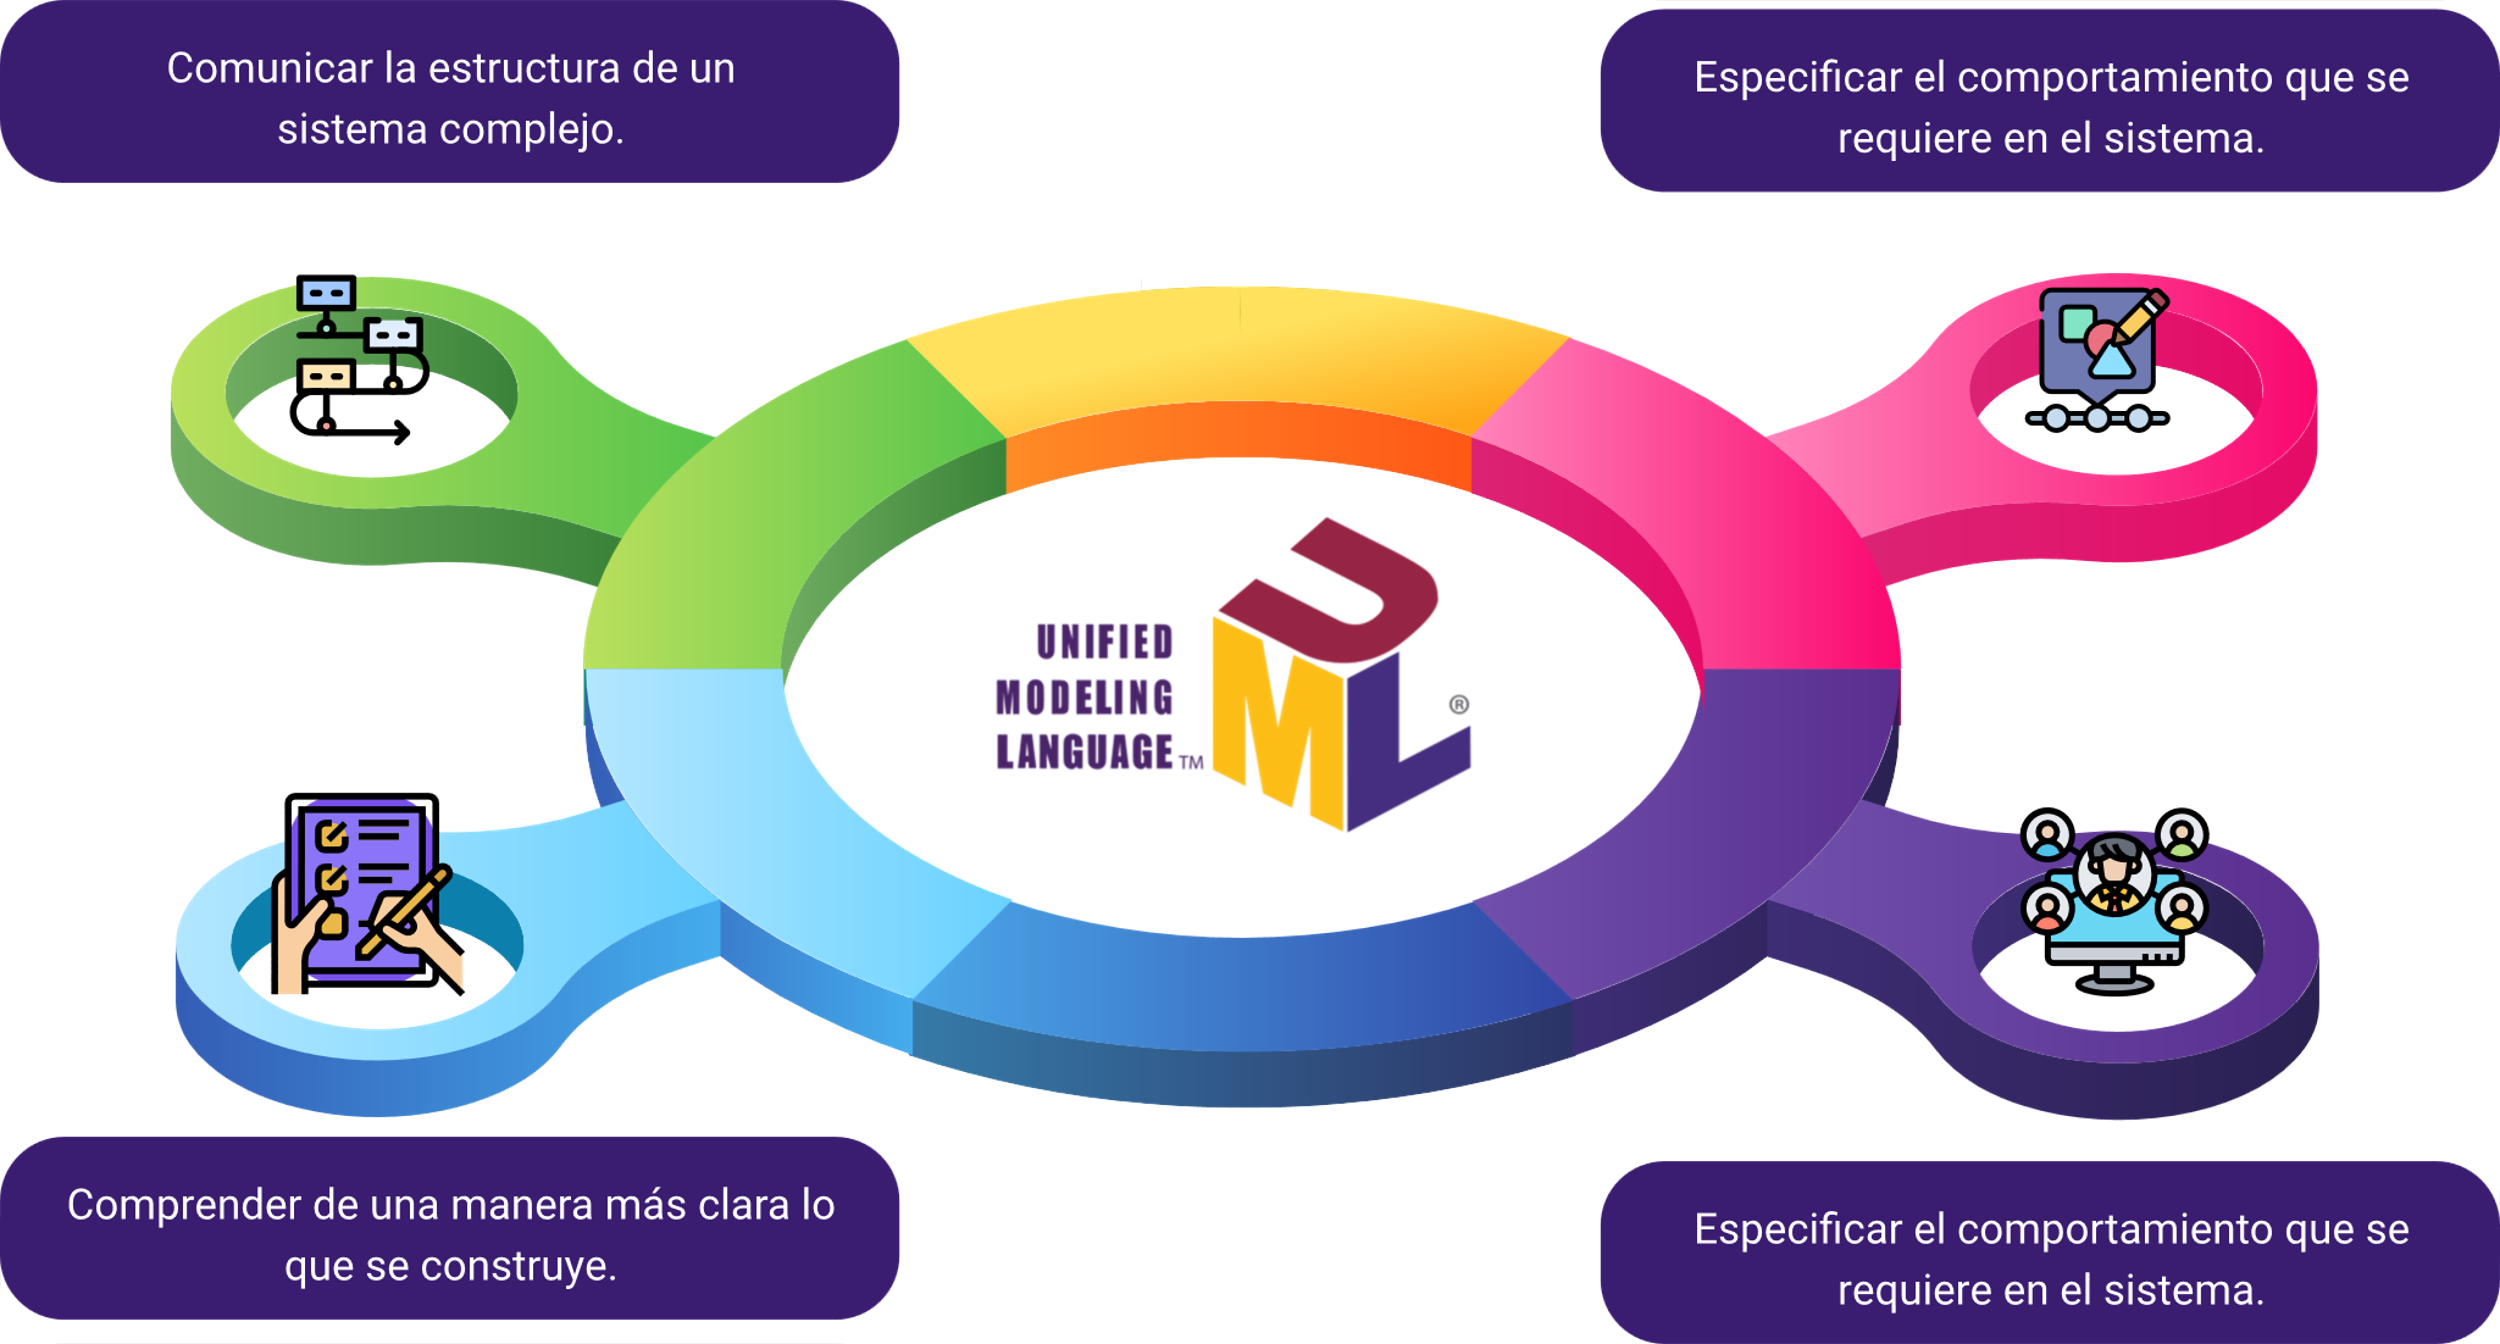 Comunicar la estructura de un
sistema complejo.
Especificar el comportamiento que se
requiere en el sistema.
UNIFIED
MODELING
LANGUAGE™
UML®
Comprender de una manera más clara lo
que se construye.
Especificar el comportamiento que se
requiere en el sistema.